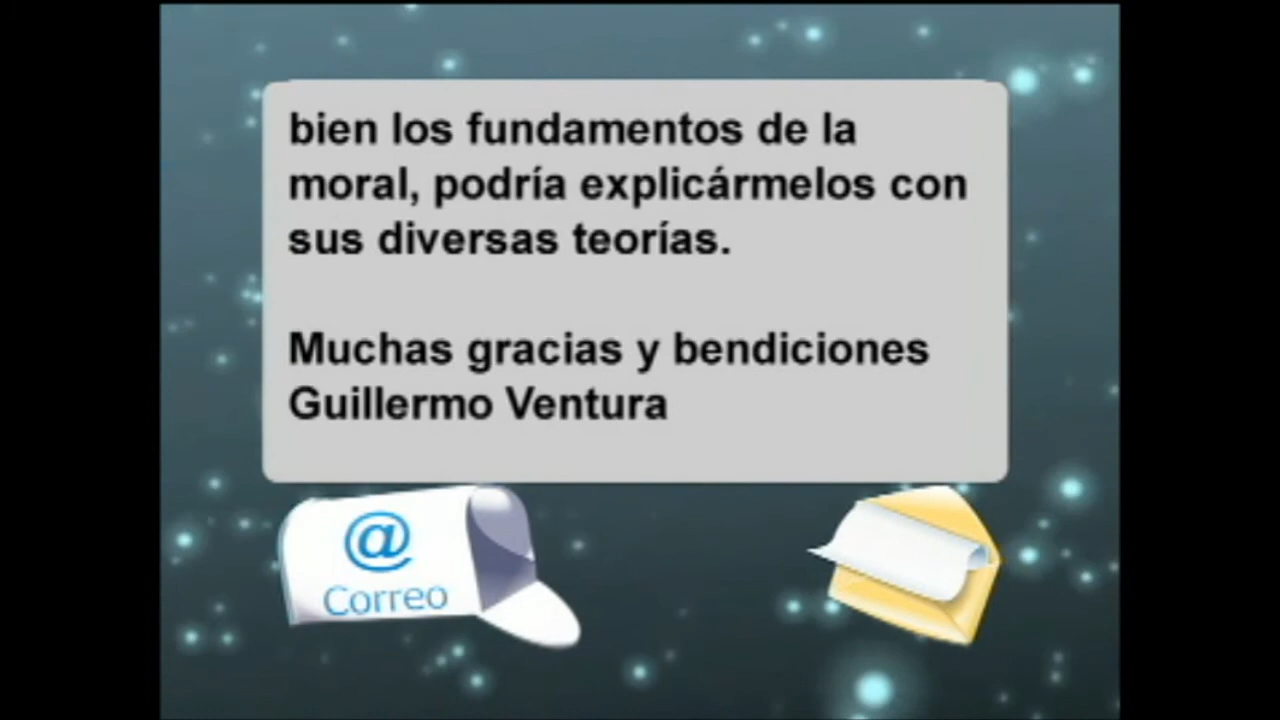 bien los fundamentos de la
moral, podría explicármelos con
sus diversas teorías.
Muchas gracias y bendiciones
Guillermo Ventura
@
Correo